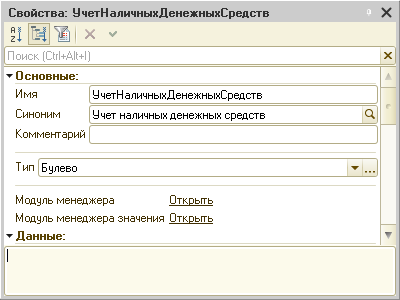 Свойства: УчетНаличныхДенежныхСредств
Поиск (Ctrl+Alt+I)
Основные:
Имя УчетНаличныхДенежныхСредств
Синоним Учет наличных денежных средств
Комментарий
Тип Булево
Модуль менеджера Открыть
Модуль менеджера значения Открыть
Данные: